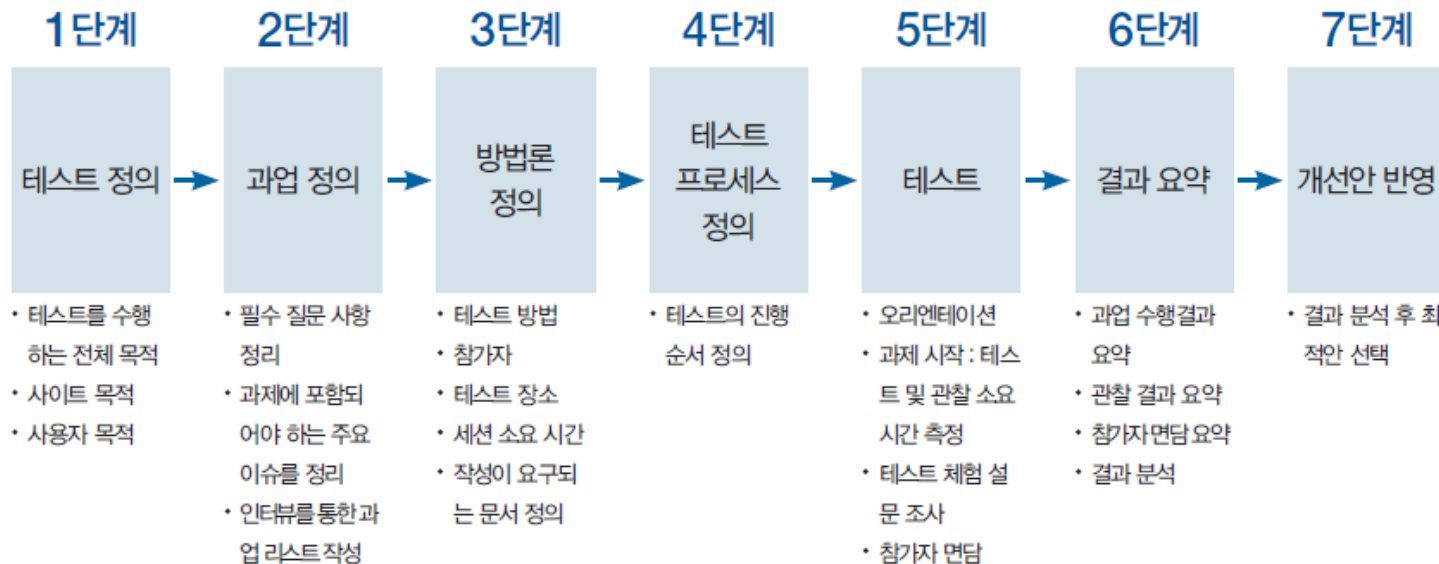 1단계
테스트 정의
• 테스트를 수행
하는 전체 목적
• 사이트 목적
• 사용자 목적
2단계
과업 정의
• 필수 질문 사항
정리
• 과제에 포함되
어야 하는 주요
이슈를 정리
• 인터뷰를 통한 과
업 리스트 작성
3단계
방법론
정의
• 테스트 방법
• 참가자
• 테스트 장소
• 세션 소요 시간
• 작성이 요구되
는 문서 정의
4단계
테스트
프로세스
정의
• 테스트의 진행
순서 정의
5단계
테스트
• 오리엔테이션
• 과제 시작 : 테스
트 및 관찰 소요
시간 측정
• 테스트 체험 설
문 조사
• 참가자 면담
6단계
결과 요약
• 과업 수행결과
요약
• 관찰 결과 요약
• 참가자 면담 요약
• 결과 분석
7단계
개선안 반영
• 결과 분석 후 최
적안 선택